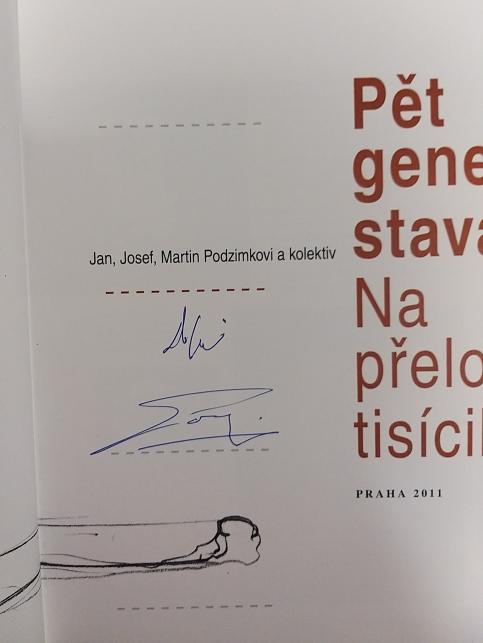 Pět
gene
stava
Na
přelo
tisícil
Jan, Josef, Martin Podzimkovi a kolektiv
PRAHA 2011